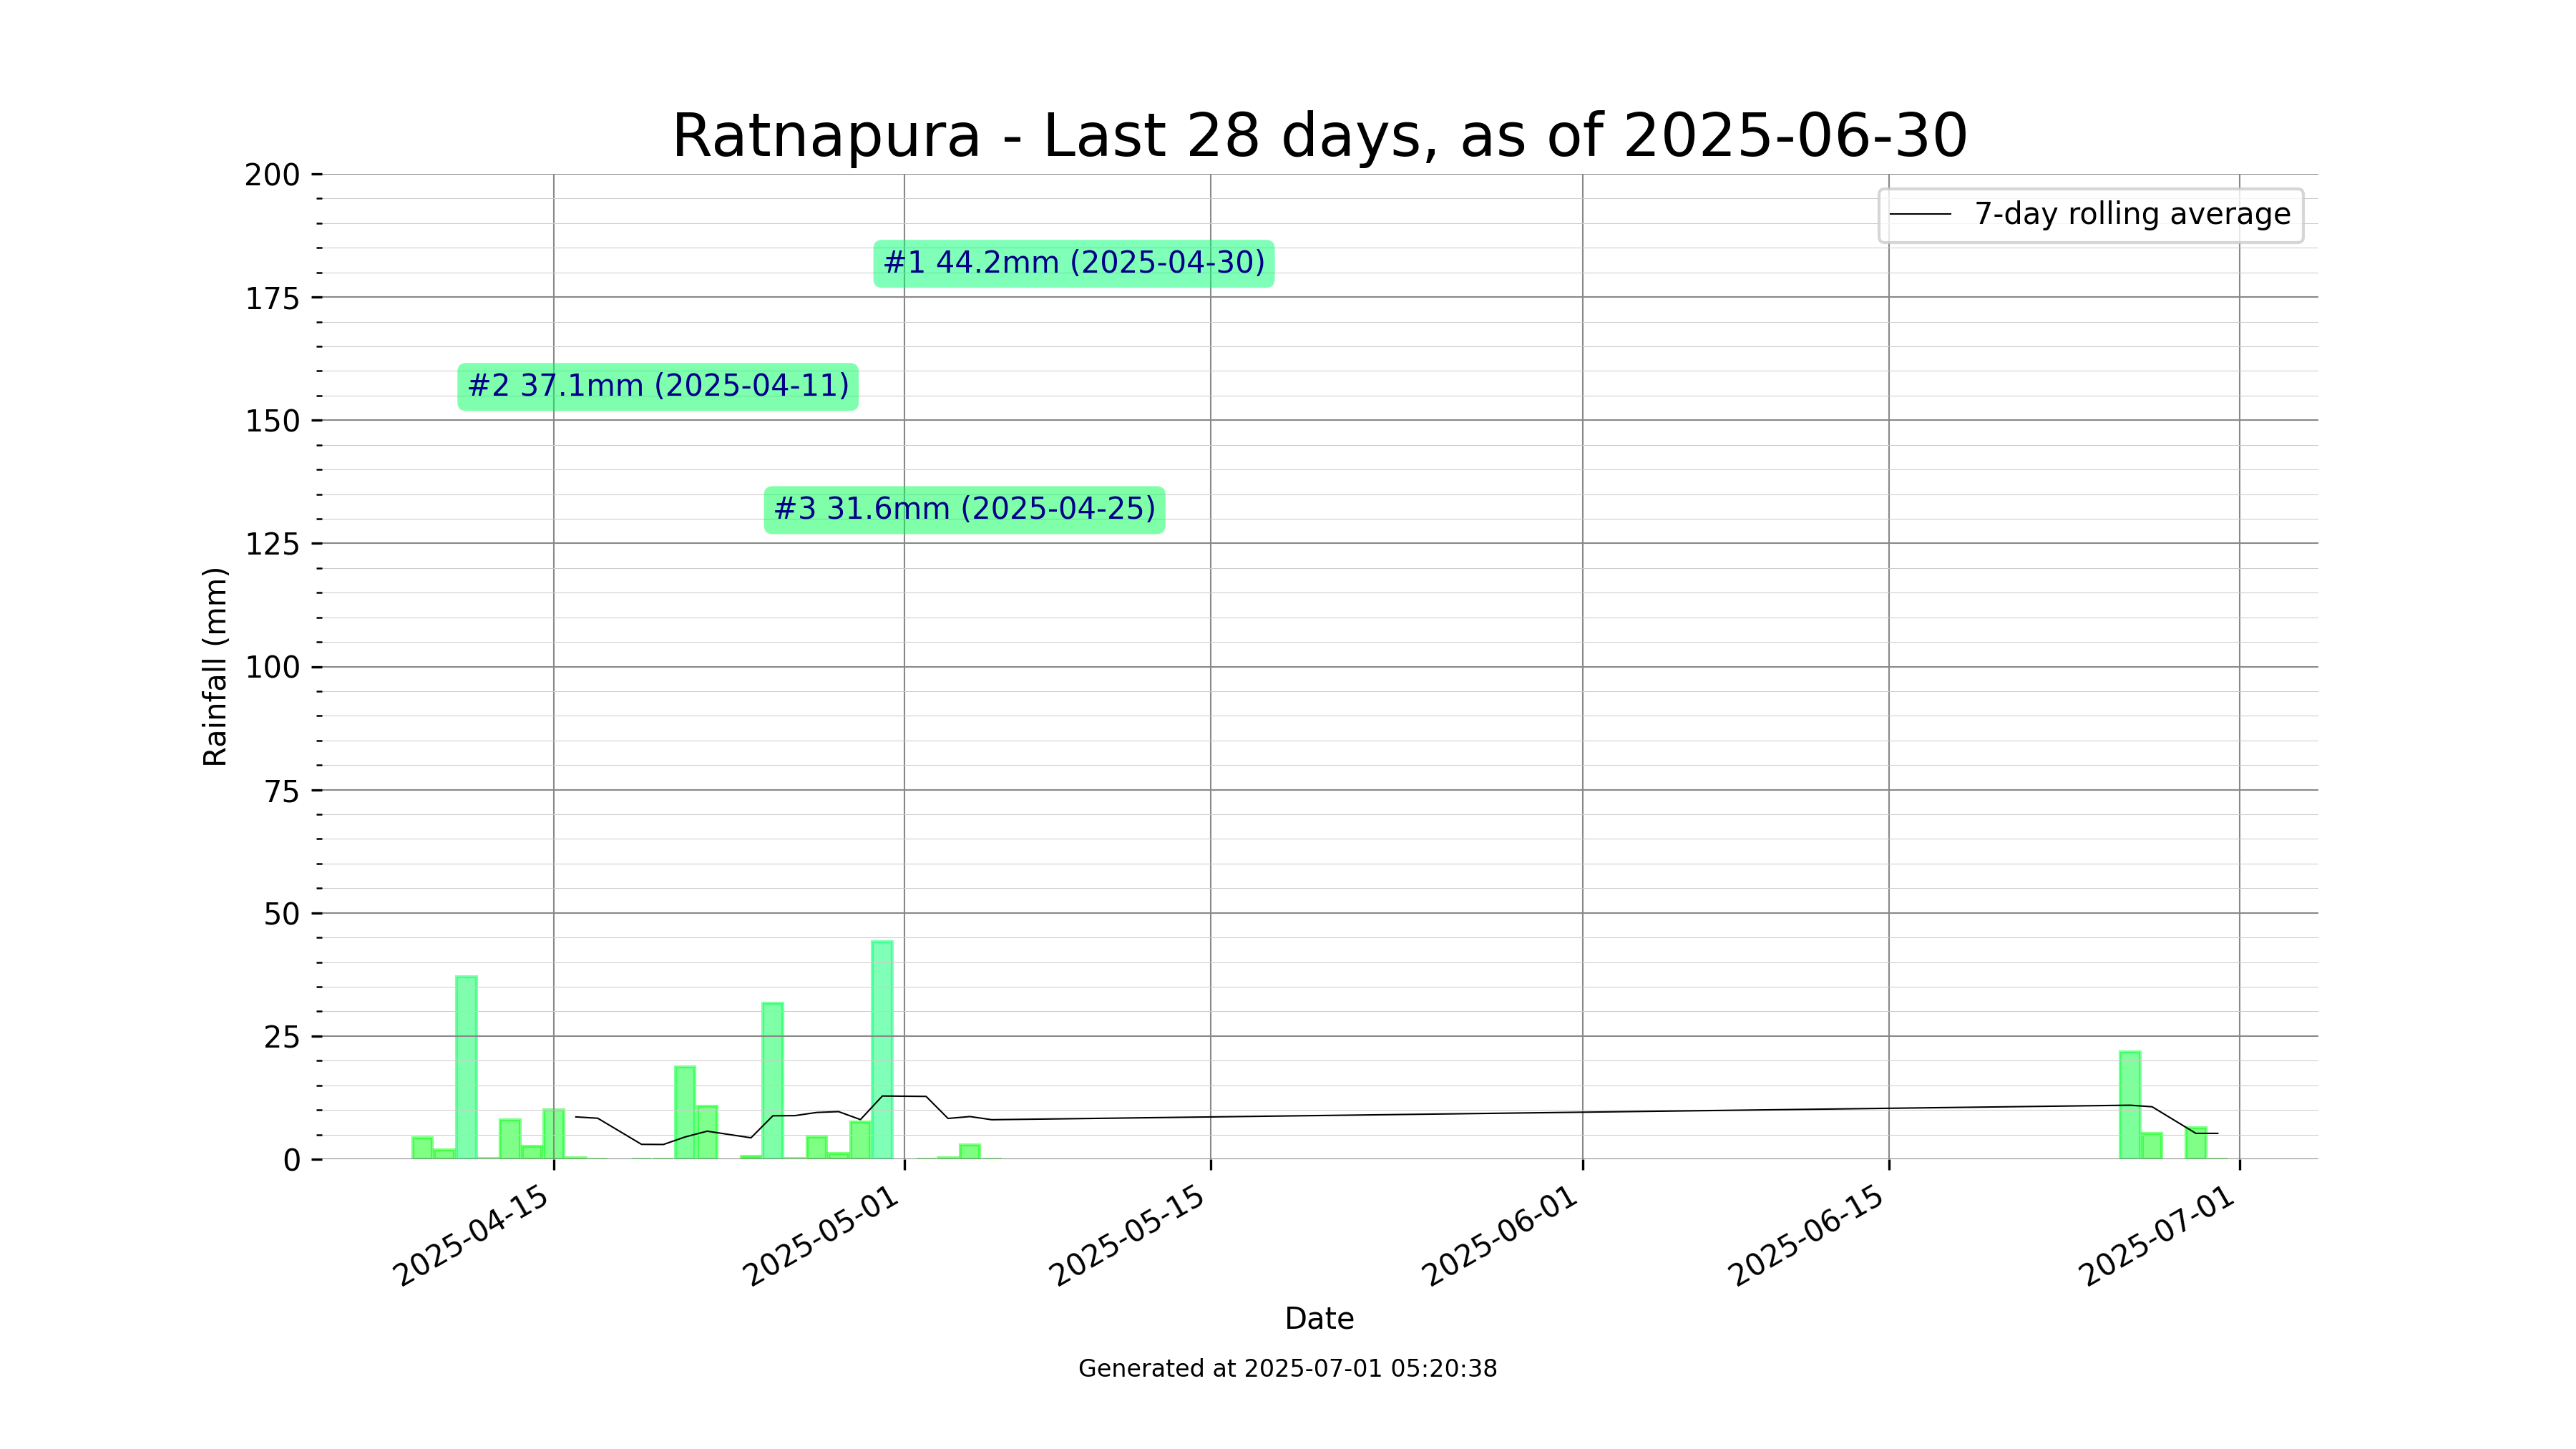 Ratnapura - Last 28 days, as of 2025-06-30
200
175
150
125
100
75
50
25
0
Rainfall (mm)
7-day rolling average
#1 44.2mm (2025-04-30)
#2 37.1mm (2025-04-11)
#3 31.6mm (2025-04-25)
2025-04-15
2025-05-01
2025-05-15
2025-06-01
2025-06-15
2025-07-01
Date
Generated at 2025-07-01 05:20:38